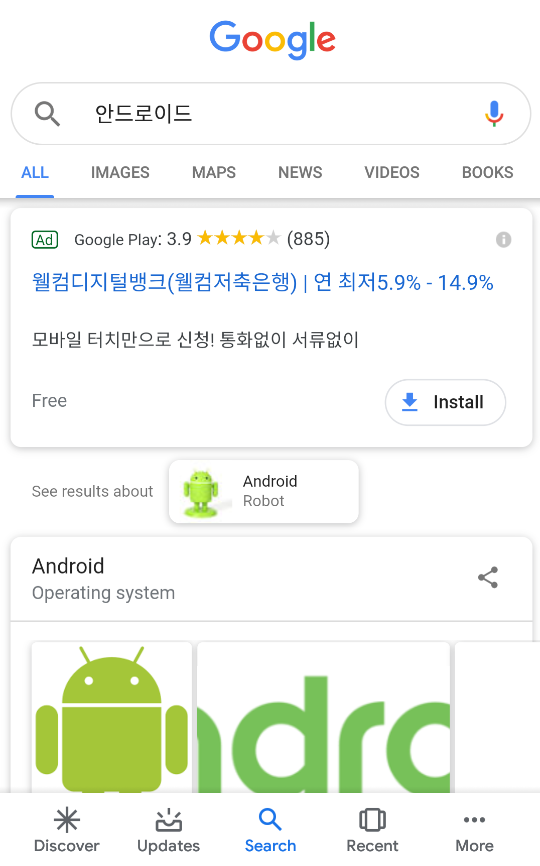 Google
안드로이드
ALL IMAGES MAPS NEWS VIDEOS BOOKS
Ad Google Play: 3.9 (885)
웰컴디지털뱅크(웰컴저축은행) | 연 최저5.9% - 14.9%
모바일 터치만으로 신청! 통화없이 서류없이
Free Install
See results about Android
Robot
Android
Operating system
Discover Updates Search Recent More